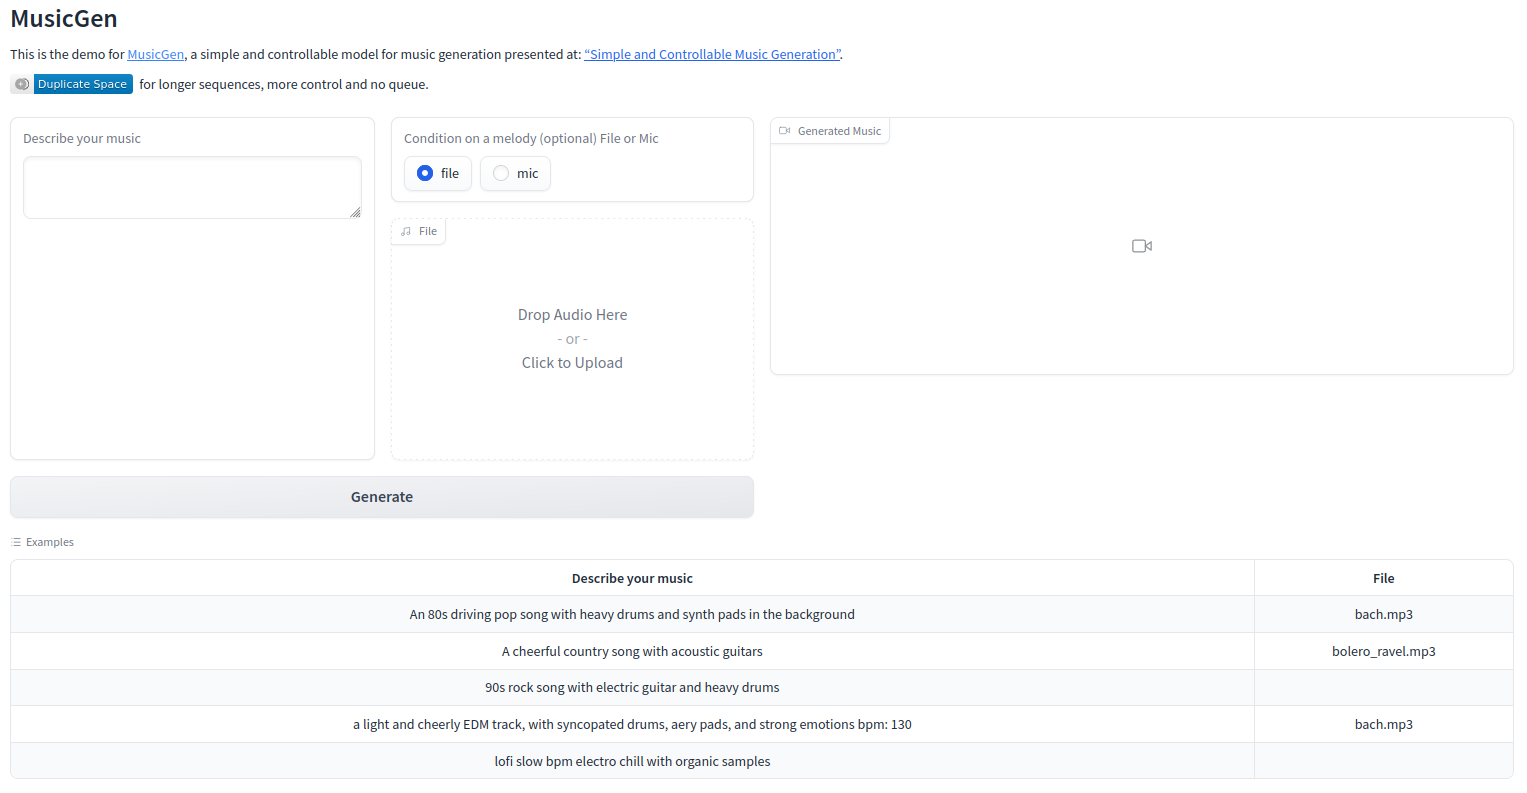 MusicGen
This is the demo for MusicGen, a simple and controllable model for music generation presented at: “Simple and Controllable Music Generation”.
Duplicate Space for longer sequences, more control and no queue.
Describe your music
Condition on a melody (optional) File or Mic
file
mic
File
Drop Audio Here
- or -
Click to Upload
Generated Music
Generate
Examples
Describe your music File
An 80s driving pop song with heavy drums and synth pads in the background bach.mp3
A cheerful country song with acoustic guitars bolero_ravel.mp3
90s rock song with electric guitar and heavy drums
a light and cheerly EDM track, with syncopated drums, aery pads, and strong emotions bpm: 130 bach.mp3
lofi slow bpm electro chill with organic samples